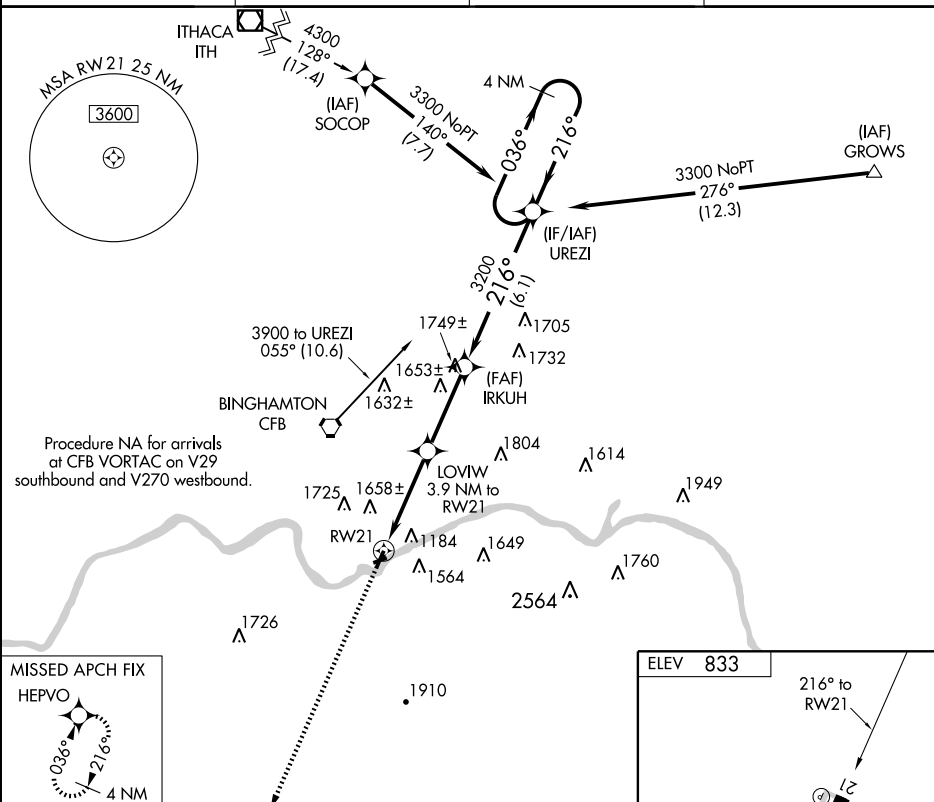 ITHACA
ITH
4300
128°
(17.4)
MSA RW21 25 NM
3600
(IAF)
SOCOP
3300 NoPT
140°
(7.7)
4 NM
036°
216°
(IAF)
GROWS
3300 NoPT
276°
(12.3)
(IF/IAF)
UREZI
3200
216°
(6.1)
3900 to UREZI
055° (10.6)
1749±
1705
1732
1653±
1632±
(FAF)
IRKUH
BINGHAMTON
CFB
Procedure NA for arrivals
at CFB VORTAC on V29
southbound and V270 westbound.
1804
1614
LOVIW
3.9 NM to
RW21
1949
1725
1658±
RW21
1184
1649
1564
1760
2564
1726
1910
MISSED APCH FIX
HEPVO
036°
216°
4 NM
ELEV 833
216° to
RW21
21
P